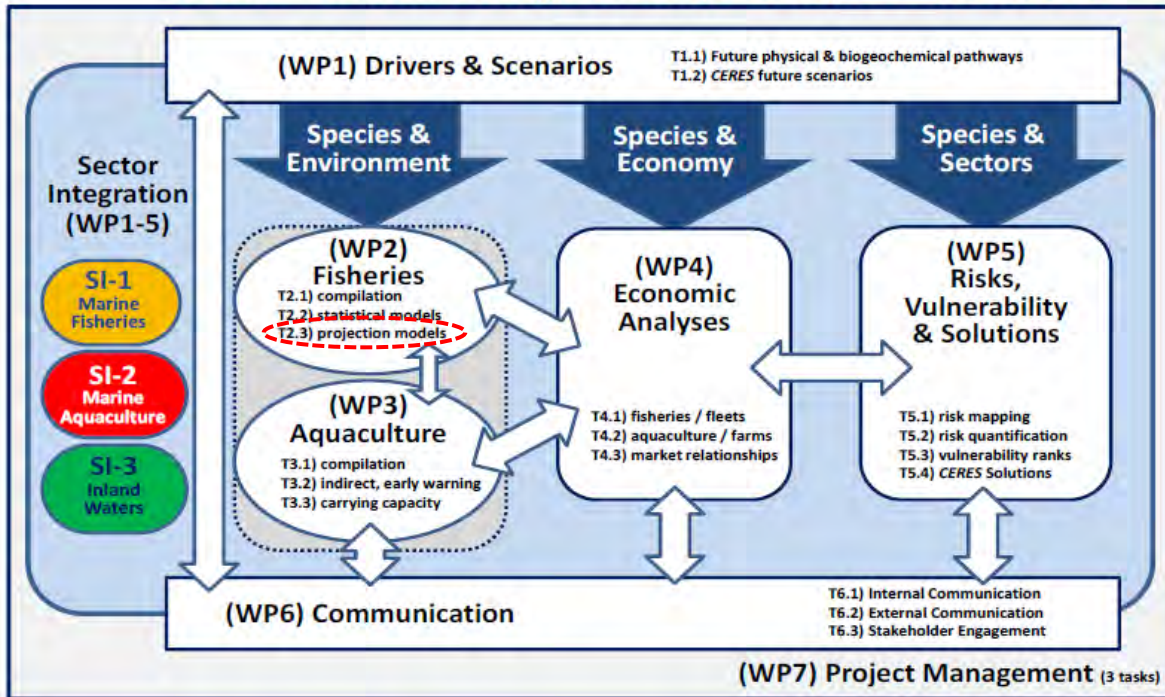 (WP1) Drivers & Scenarios
T1.1) Future physical & biogeochemical pathways
T1.2) CERES future scenarios
Species &
Environment
Species &
Economy
Species &
Sectors
Sector
Integration
(WP1-5)
SI-1
Marine
Fisheries
SI-2
Marine
Aquaculture
SI-3
Inland
Waters
(WP2)
Fisheries
T2.1) compilation
T2.2) statistical models
T2.3) projection models
(WP3)
Aquaculture
T3.1) compilation
T3.2) indirect, early warning
T3.3) carrying capacity
(WP4)
Economic
Analyses
T4.1) fisheries / fleets
T4.2) aquaculture / farms
T4.3) market relationships
(WP5)
Risks,
Vulnerability
& Solutions
T5.1) risk mapping
T5.2) risk quantification
T5.3) vulnerability ranks
T5.4) CERES Solutions
(WP6) Communication
T6.1) Internal Communication
T6.2) External Communication
T6.3) Stakeholder Engagement
(WP7) Project Management (3 tasks)